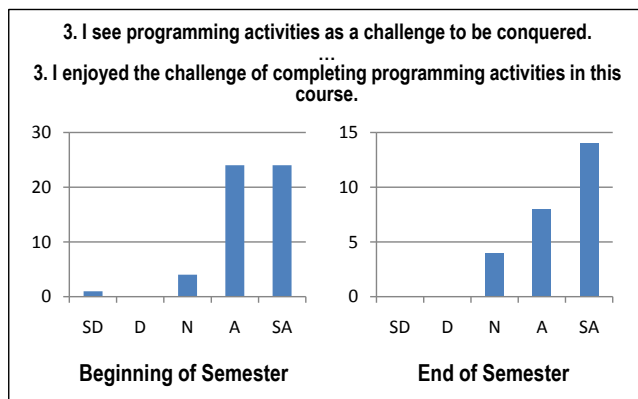 3. I see programming activities as a challenge to be conquered.
…
3. I enjoyed the challenge of completing programming activities in this
course.
30
20
10
0
SD D N A SA
Beginning of Semester
15
10
5
0
SD D N A SA
End of Semester